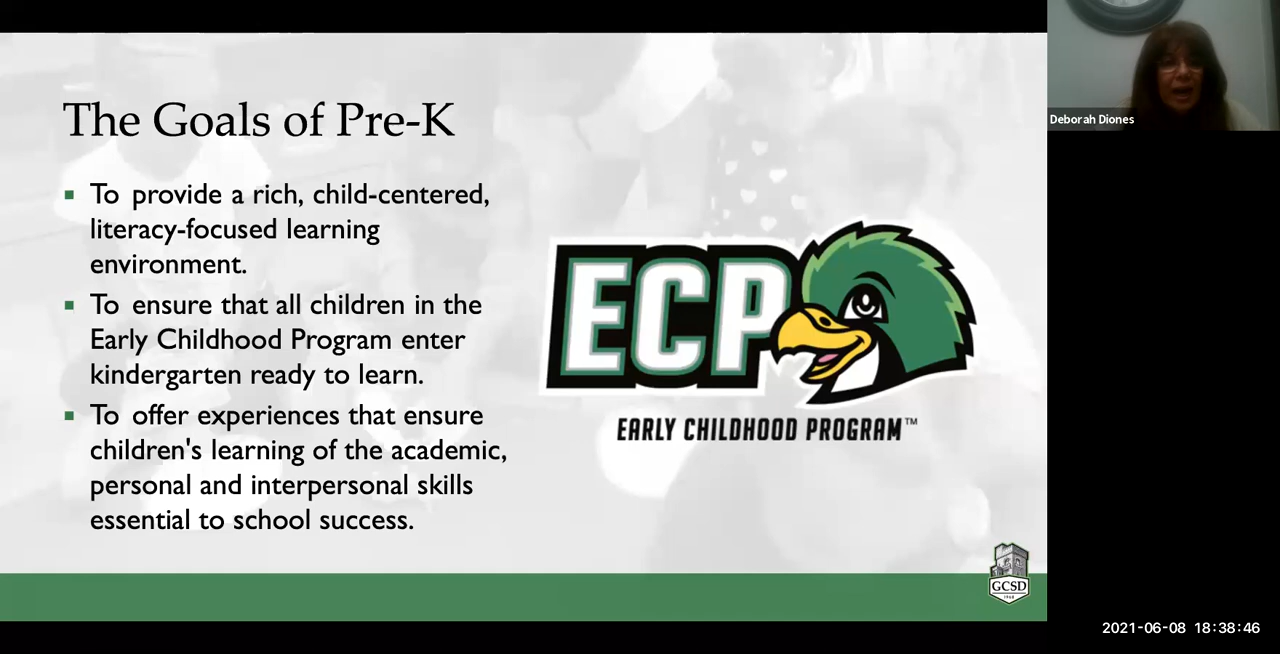 The Goals of Pre-K
To provide a rich, child-centered,
literacy-focused learning
environment.
To ensure that all children in the
Early Childhood Program enter
kindergarten ready to learn.
To offer experiences that ensure
children's learning of the academic,
personal and interpersonal skills
essential to school success.
ECP
EARLY CHILDHOOD PROGRAM™
GCSD
Deborah Diones
2021-06-08 18:38:46